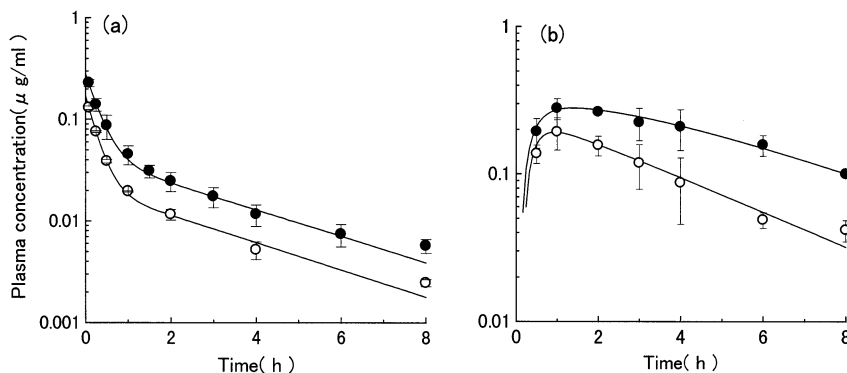 (a)
1
0.1
0.01
0.001
0 2 4 6 8
Time( h )
Plasma concentration( μ g/ml )
(b)
0.1
0.01
0 2 4 6 8
Time( h )